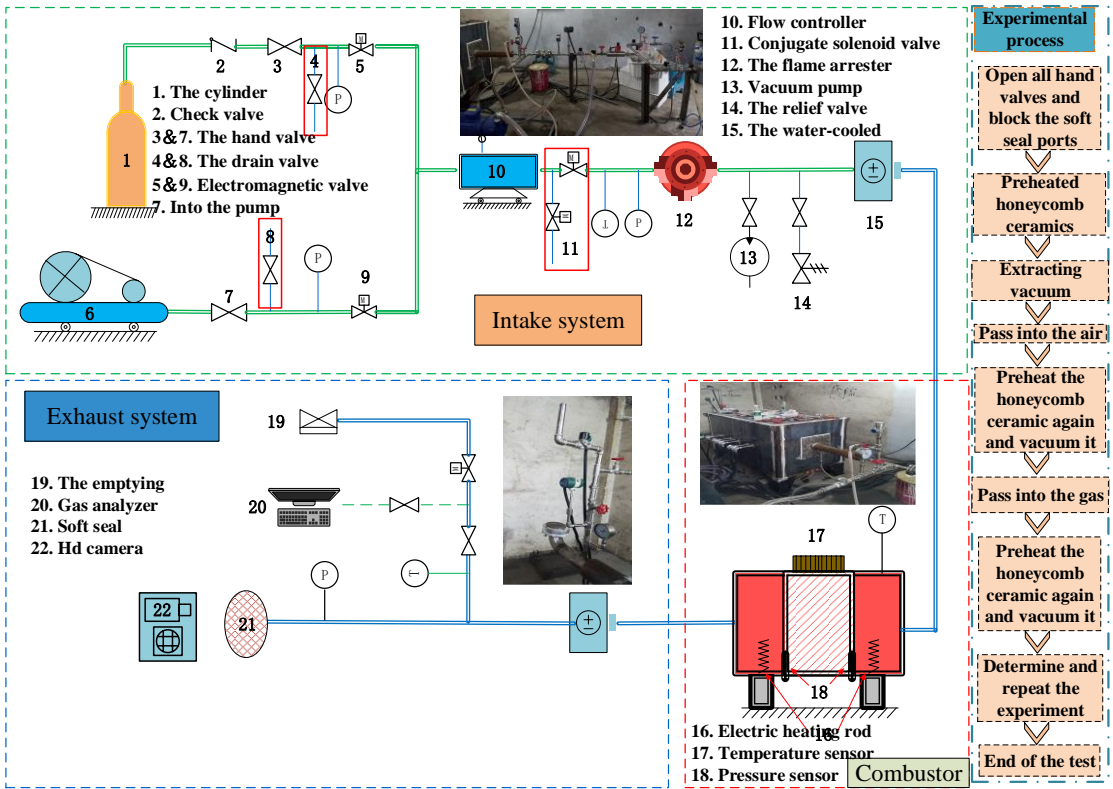 1. The cylinder
2. Check valve
3&7. The hand valve
4&8. The drain valve
5&9. Electromagnetic valve
7. Into the pump
1
2
3
4
5
P
M
6
7
8
P
9
M
10
M
M
11
T
P
12
13
14
15
10. Flow controller
11. Conjugate solenoid valve
12. The flame arrester
13. Vacuum pump
14. The relief valve
15. The water-cooled
Intake system
Exhaust system
19. The emptying
20. Gas analyzer
21. Soft seal
22. Hd camera
19
M
20
P
T
22
21
17
T
18
16
16. Electric heating rod
17. Temperature sensor
18. Pressure sensor
Combustor
Experimental
process
Open all hand
valves and
block the soft
seal ports
Preheated
honeycomb
ceramics
Extracting
vacuum
Pass into the air
Preheat the
honeycomb
ceramic again
and vacuum it
Pass into the gas
Preheat the
honeycomb
ceramic again
and vacuum it
Determine and
repeat the
experiment
End of the test